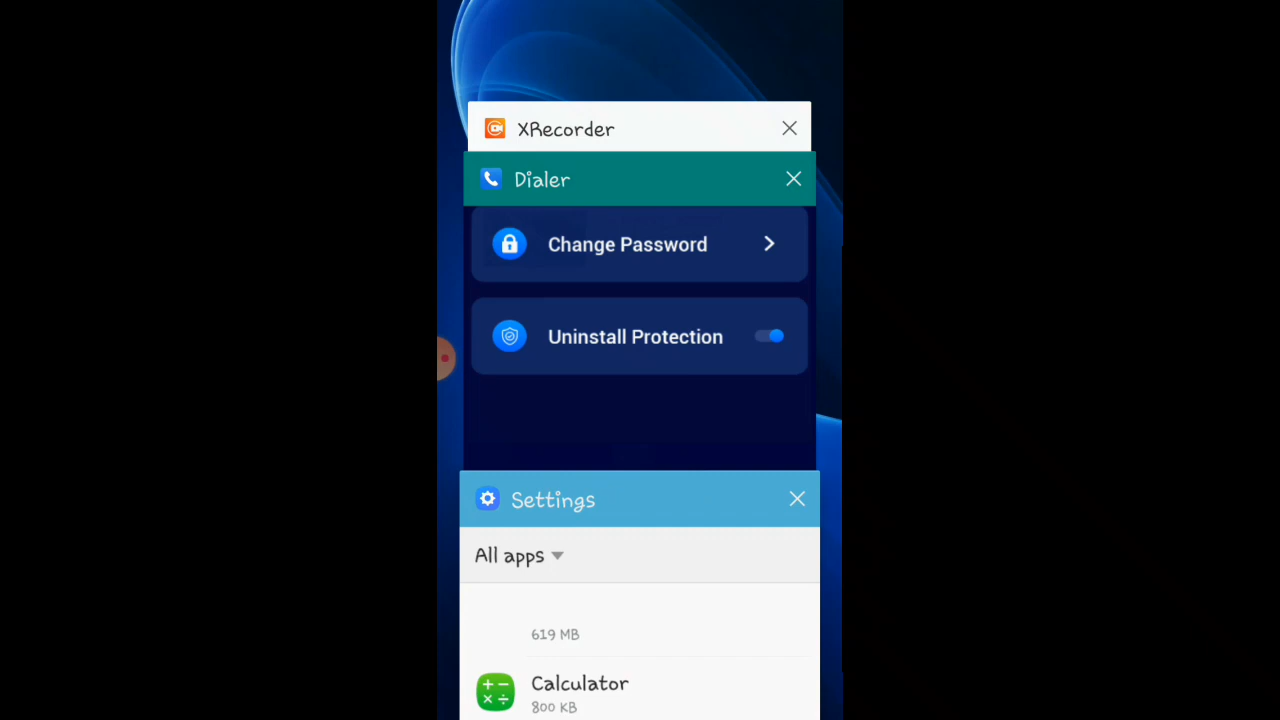 XRecorder
Dialer
Change Password
Uninstall Protection
Settings
All apps
619 MB
Calculator
800 KB